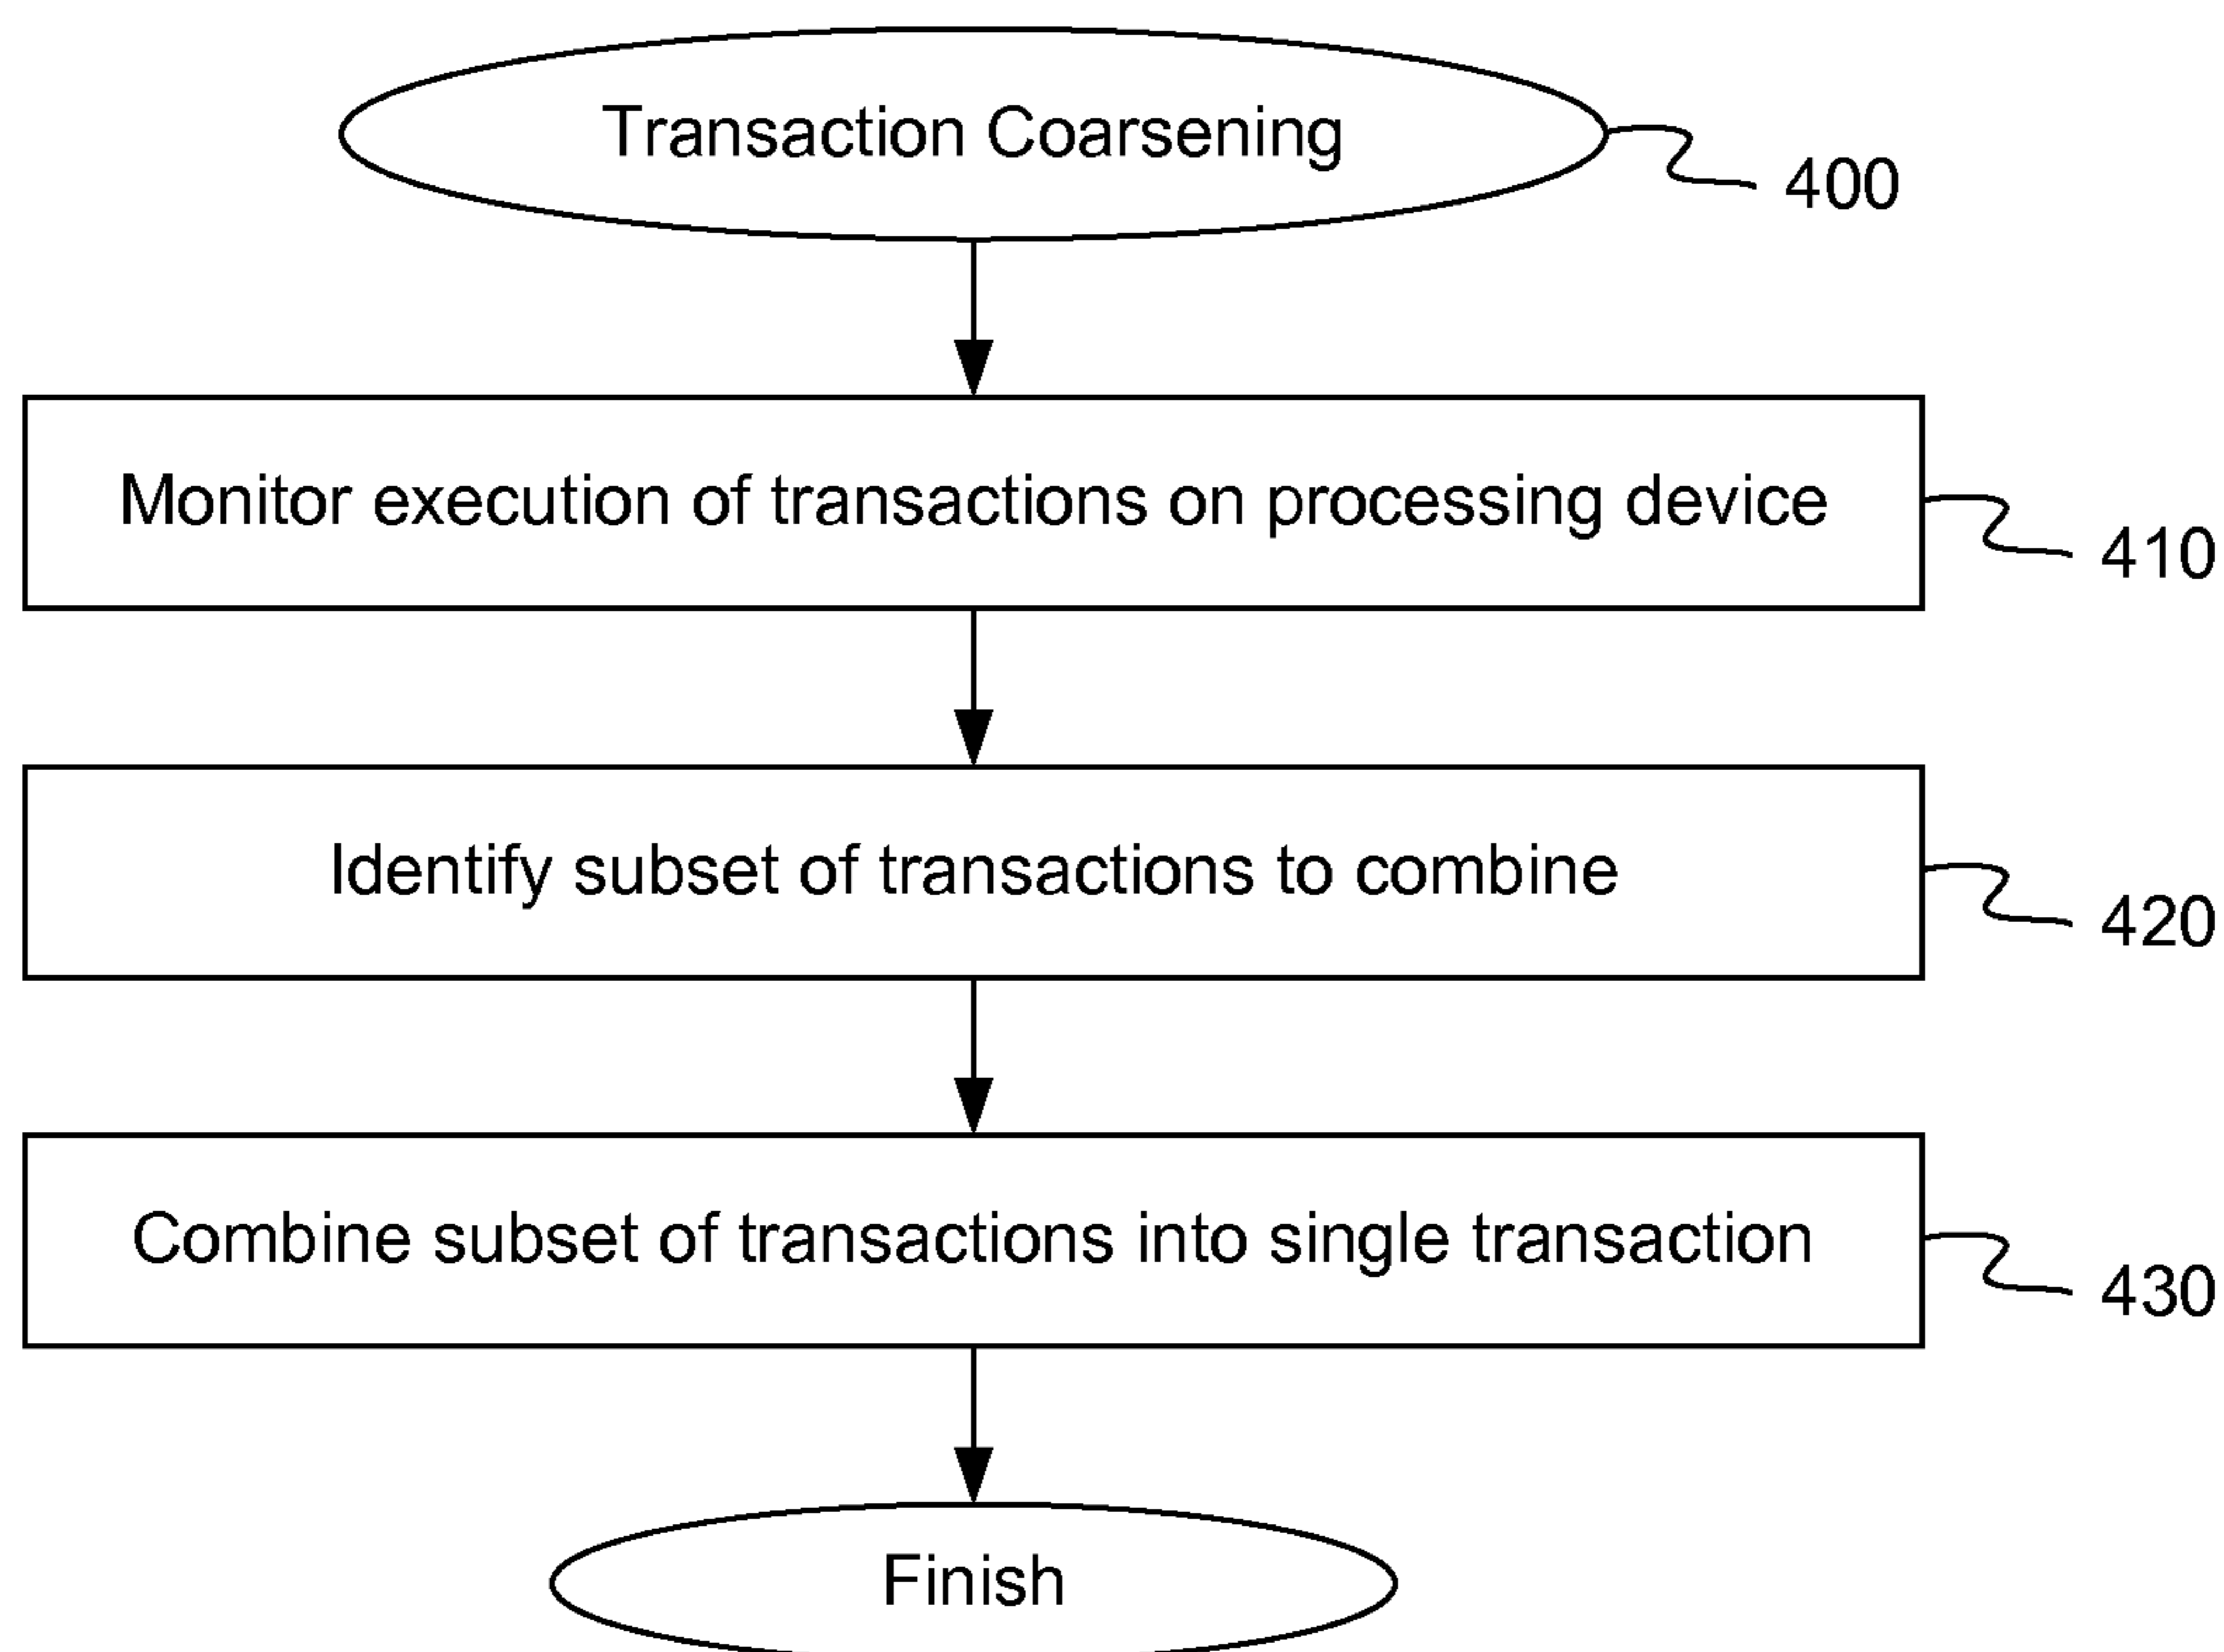 Transaction Coarsening
400
Monitor execution of transactions on processing device
410
Identify subset of transactions to combine
420
Combine subset of transactions into single transaction
430
Finish